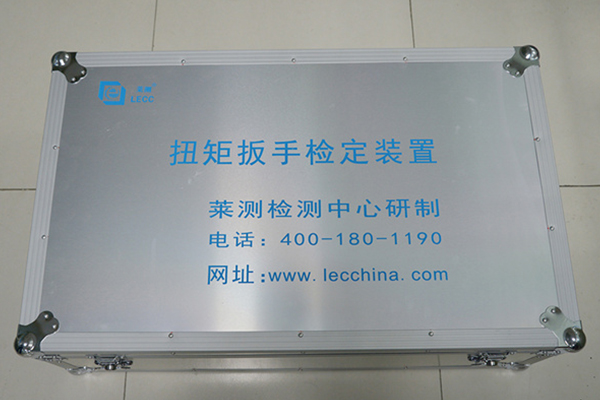 莱测
LECC
扭矩扳手检定装置
莱测检测中心研制
电话：400-180-1190
网址：www.lecchina.com